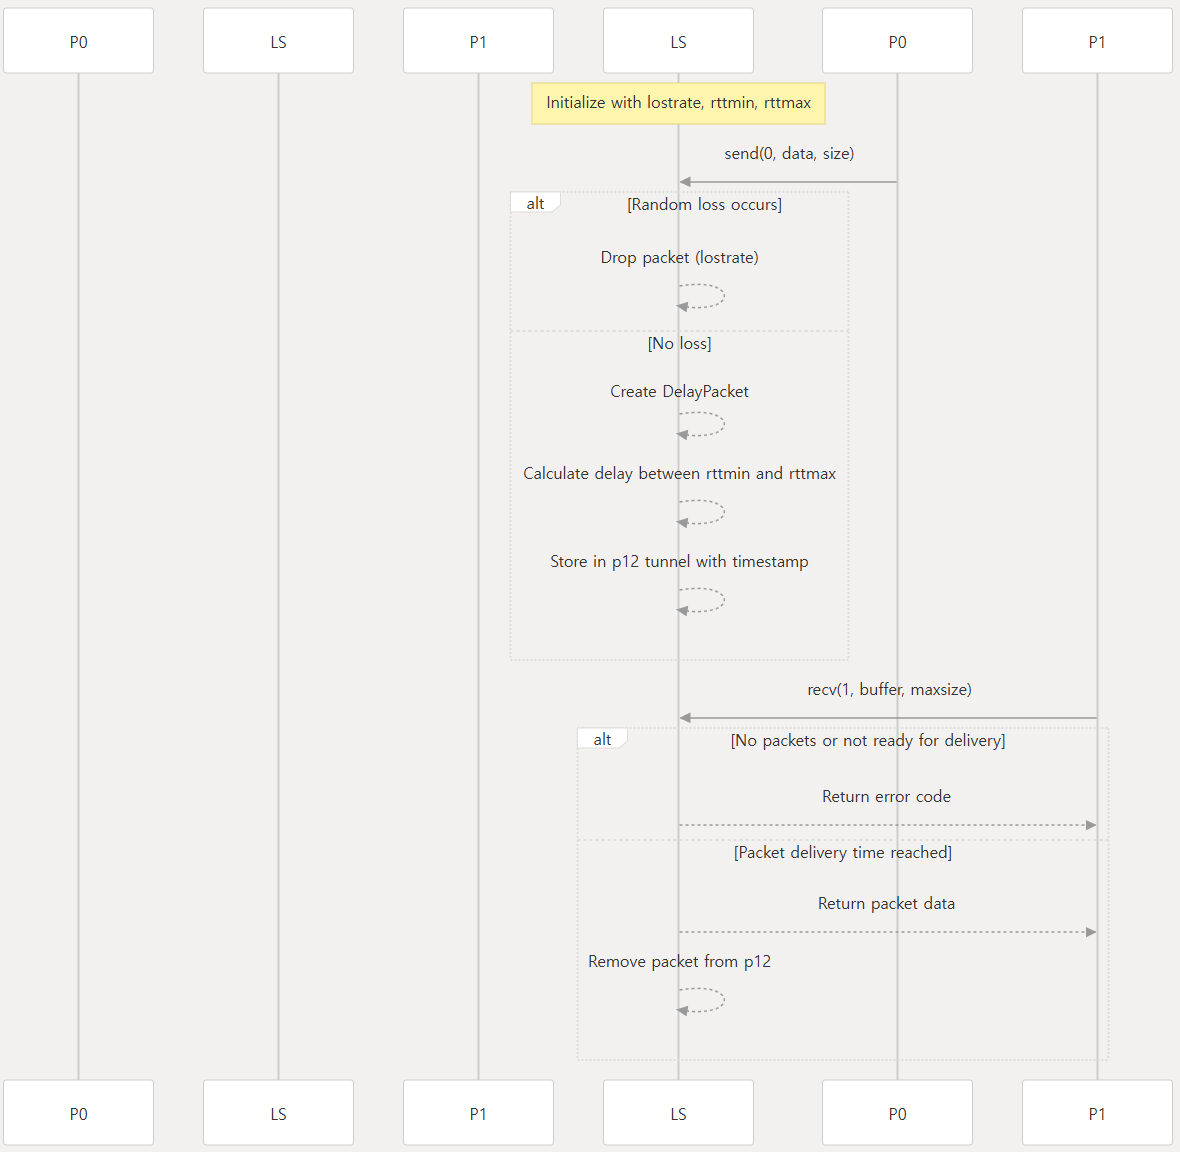 P0
LS
P1
LS
P0
P1
Initialize with lostrate, rttmin, rttmax
send(0, data, size)
alt
[Random loss occurs]
Drop packet (lostrate)
[No loss]
Create DelayPacket
Calculate delay between rttmin and rttmax
Store in p12 tunnel with timestamp
recv(1, buffer, maxsize)
alt
[No packets or not ready for delivery]
Return error code
[Packet delivery time reached]
Return packet data
Remove packet from p12
P0
LS
P1
LS
P0
P1